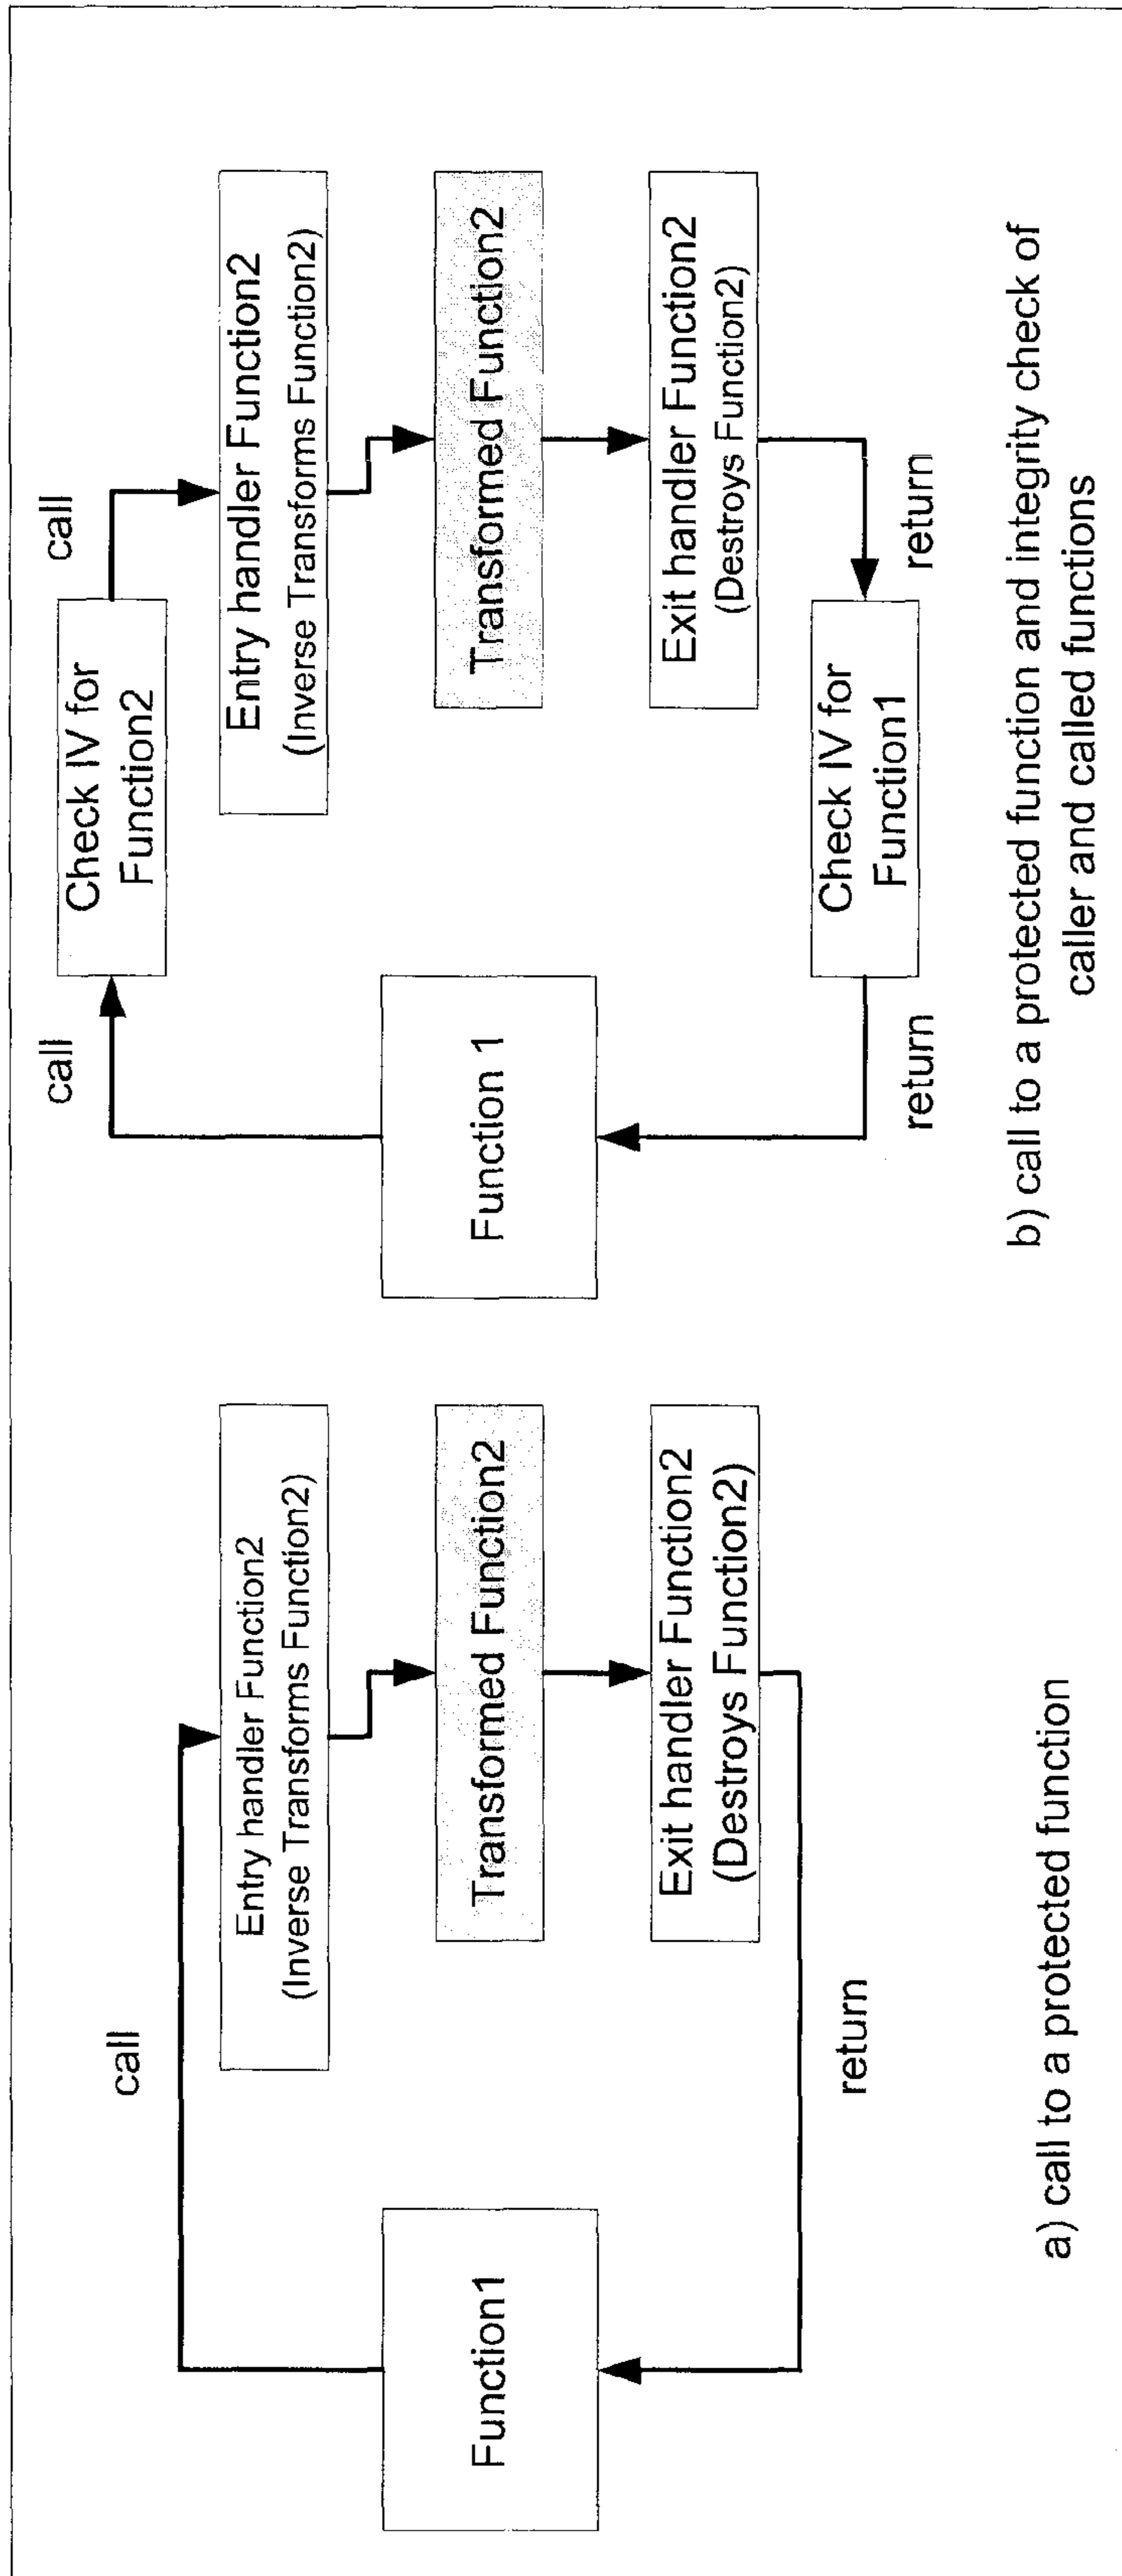 call
Function1
Entry handler Function2
(Inverse Transforms Function2)
Transformed Function2
Exit handler Function2
(Destroys Function2)
return
a) call to a protected function
call
Check IV for
Function2
call
Function 1
Entry handler Function2
(Inverse Transforms Function2)
Transformed Function2
Exit handler Function2
(Destroys Function2)
return
Check IV for
Function1
return
b) call to a protected function and integrity check of
caller and called functions